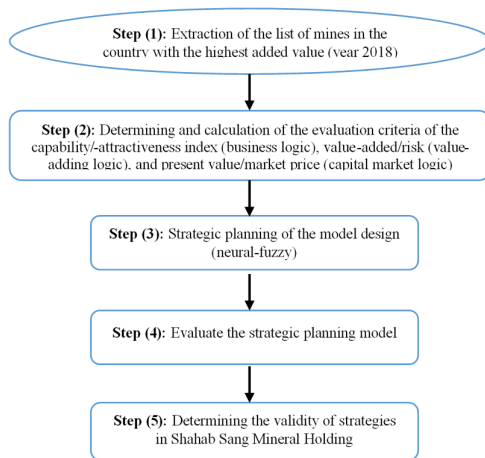 Step (1): Extraction of the list of mines in the
country with the highest added value (year 2018)
Step (2): Determining and calculation of the evaluation criteria of the
capability/-attractiveness index (business logic), value-added/risk (value-
adding logic), and present value/market price (capital market logic)
Step (3): Strategic planning of the model design
(neural-fuzzy)
Step (4): Evaluate the strategic planning model
Step (5): Determining the validity of strategies
in Shahab Sang Mineral Holding